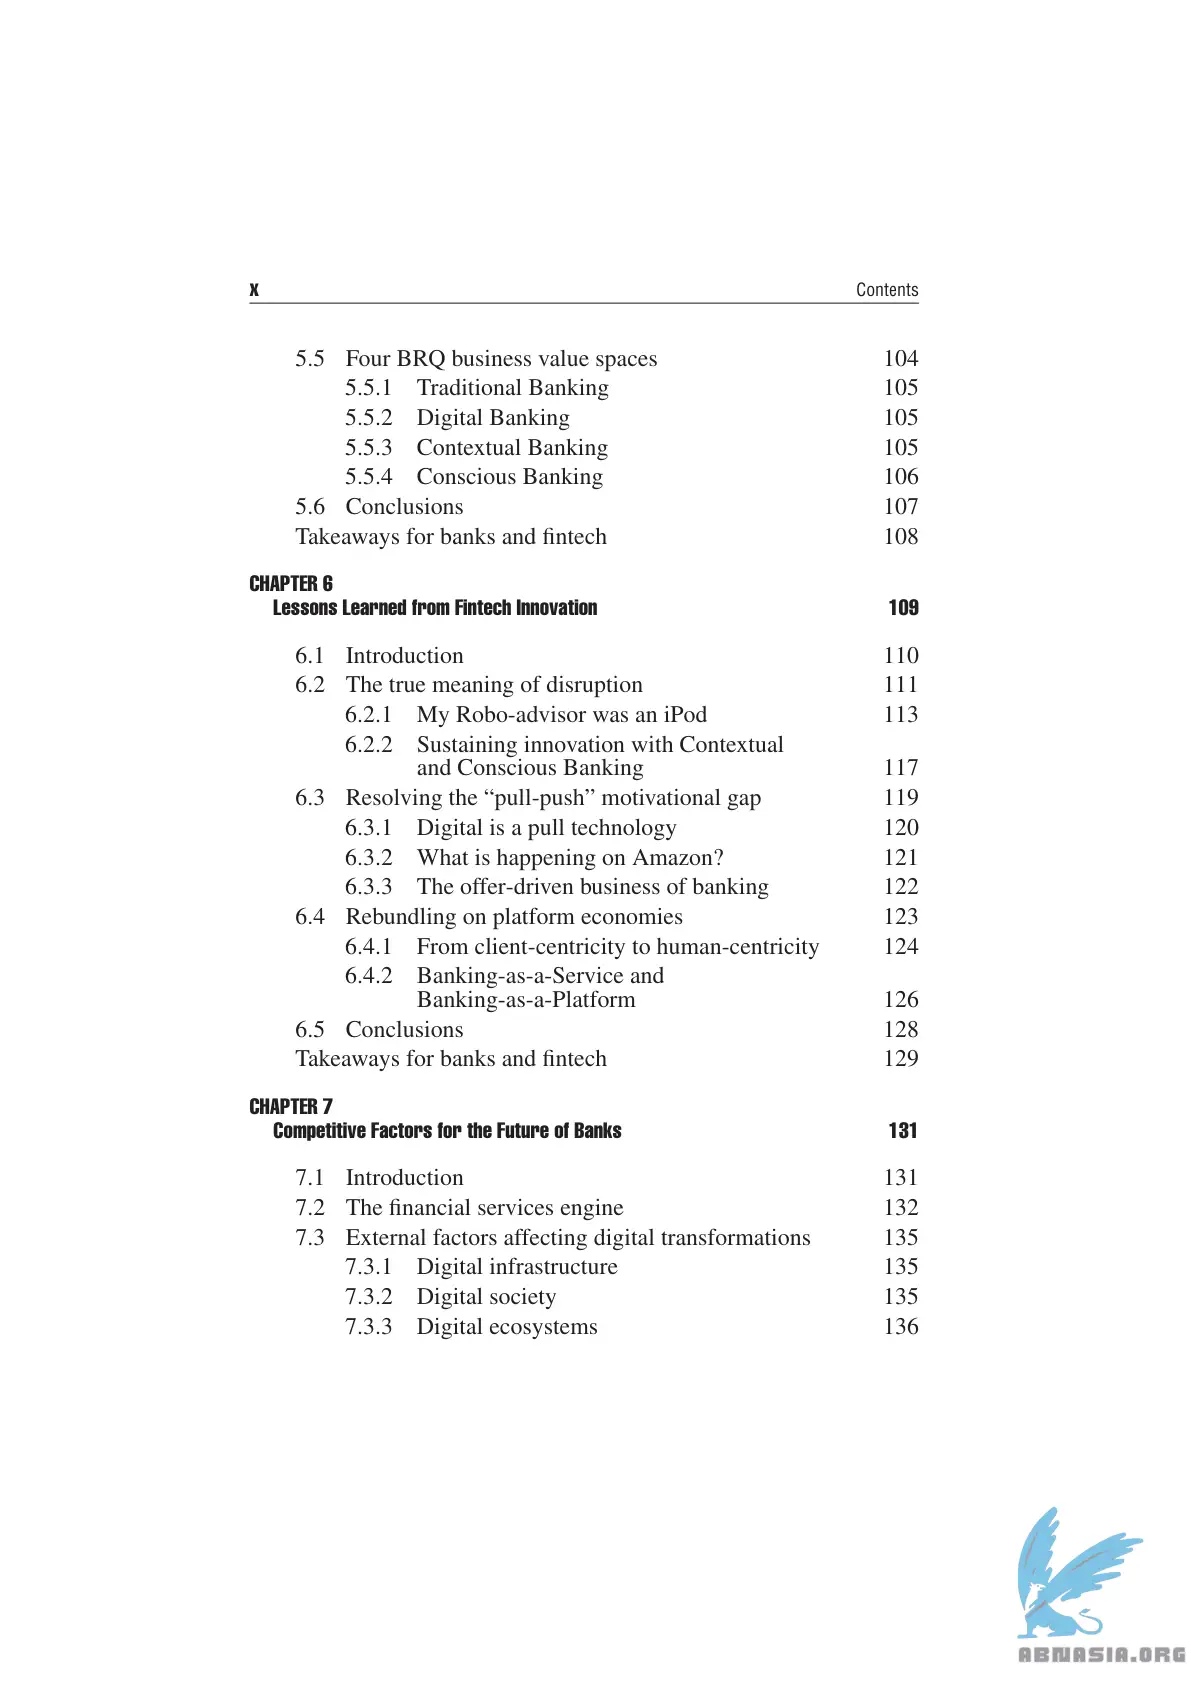 x Contents
5.5 Four BRQ business value spaces 104
5.5.1 Traditional Banking 105
5.5.2 Digital Banking 105
5.5.3 Contextual Banking 105
5.5.4 Conscious Banking 106
5.6 Conclusions 107
Takeaways for banks and fintech 108
CHAPTER 6
Lessons Learned from Fintech Innovation 109
6.1 Introduction 110
6.2 The true meaning of disruption 111
6.2.1 My Robo-advisor was an iPod 113
6.2.2 Sustaining innovation with Contextual
and Conscious Banking 117
6.3 Resolving the “pull-push” motivational gap 119
6.3.1 Digital is a pull technology 120
6.3.2 What is happening on Amazon? 121
6.3.3 The offer-driven business of banking 122
6.4 Rebundling on platform economies 123
6.4.1 From client-centricity to human-centricity 124
6.4.2 Banking-as-a-Service and
Banking-as-a-Platform 126
6.5 Conclusions 128
Takeaways for banks and fintech 129
CHAPTER 7
Competitive Factors for the Future of Banks 131
7.1 Introduction 131
7.2 The financial services engine 132
7.3 External factors affecting digital transformations 135
7.3.1 Digital infrastructure 135
7.3.2 Digital society 135
7.3.3 Digital ecosystems 136
ABNASIA.ORG